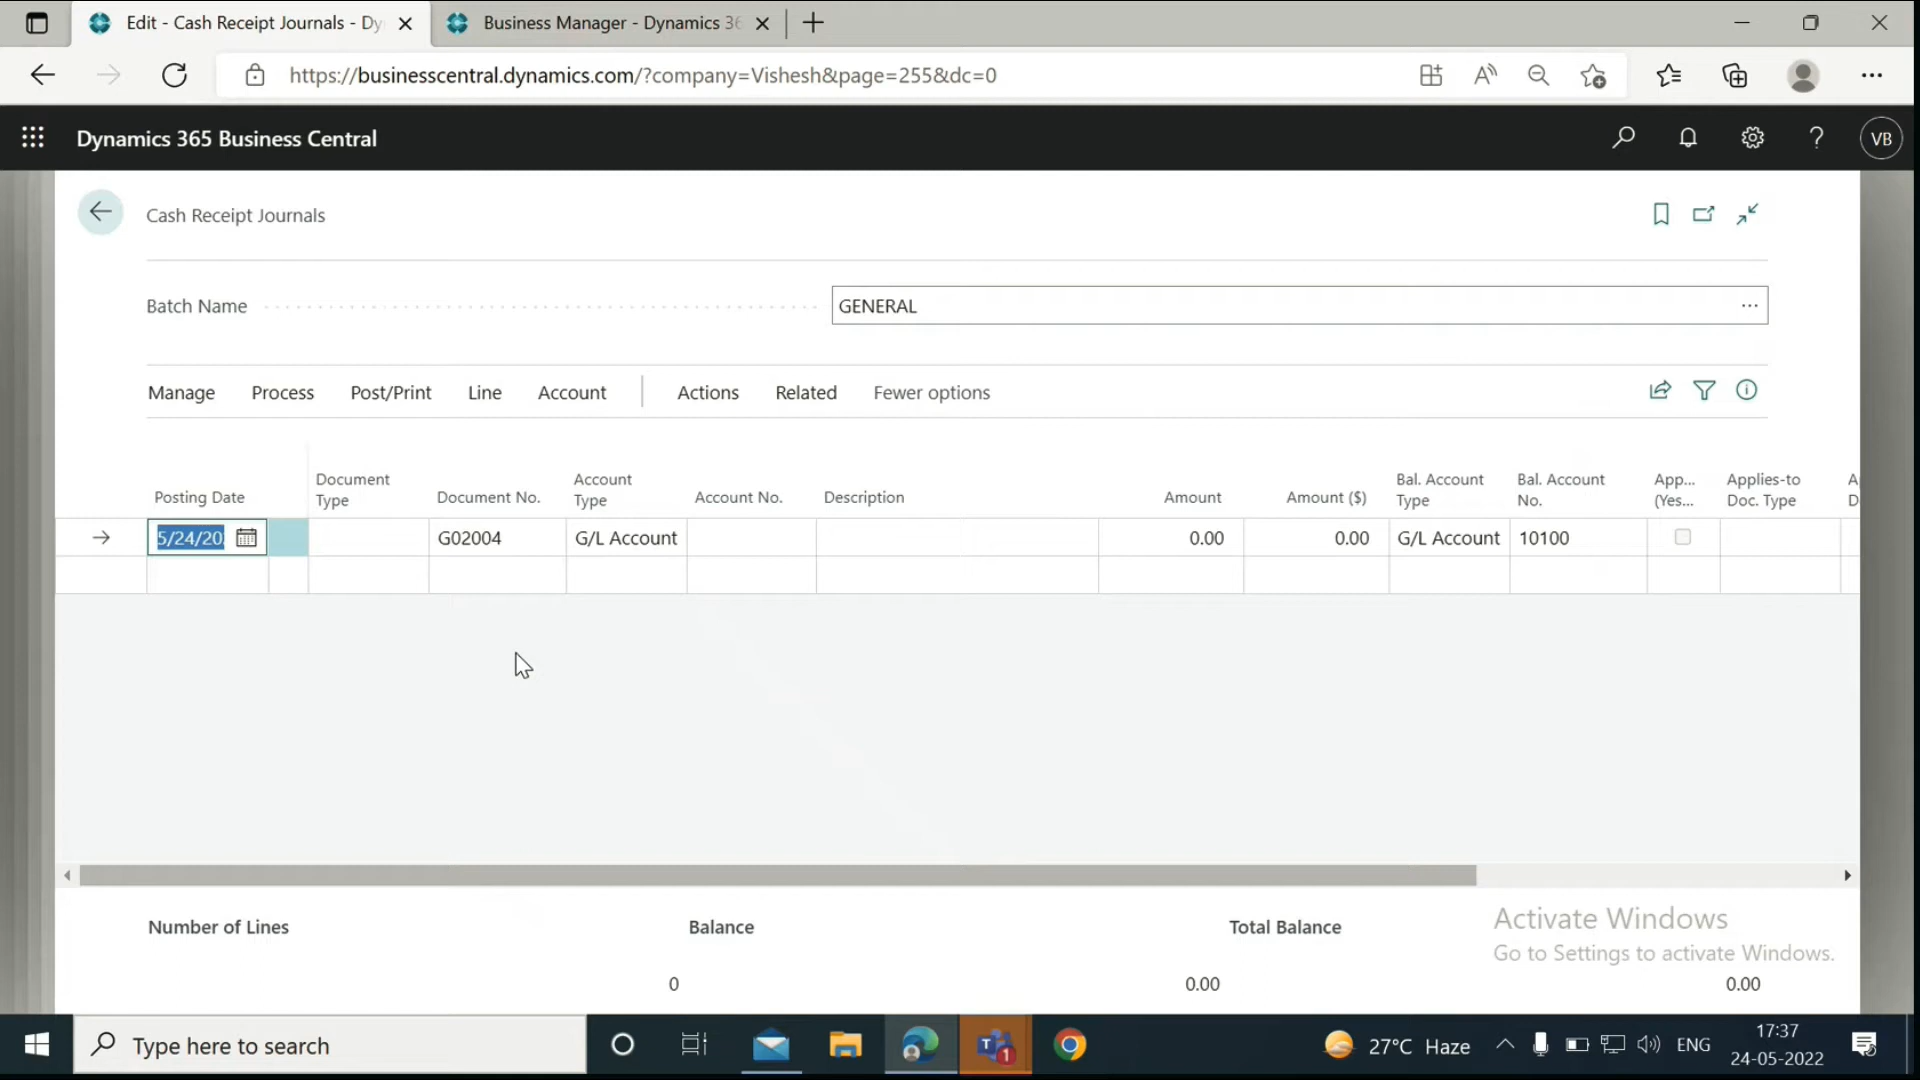 Edit - Cash Receipt Journals - Dy
Business Manager - Dynamics 36
https://businesscentral.dynamics.com/?company=Vishesh&page=255&dc=0
Dynamics 365 Business Central
VB
Cash Receipt Journals
Batch Name
GENERAL
Manage Process Post/Print Line Account Actions Related Fewer options
Posting Date
Document
Type
Document No.
Account
Type
Account No.
Description
Amount
Amount ($)
Bal. Account
Type
Bal. Account
No.
App...
(Yes...
Applies-to
Doc. Type
A
D
5/24/20
G02004
G/L Account
0.00
0.00
G/L Account
10100
Number of Lines
Balance
Total Balance
0
0.00
0.00
Activate Windows
Go to Settings to activate Windows.
Type here to search
1
27°C Haze
ENG
17:37
24-05-2022